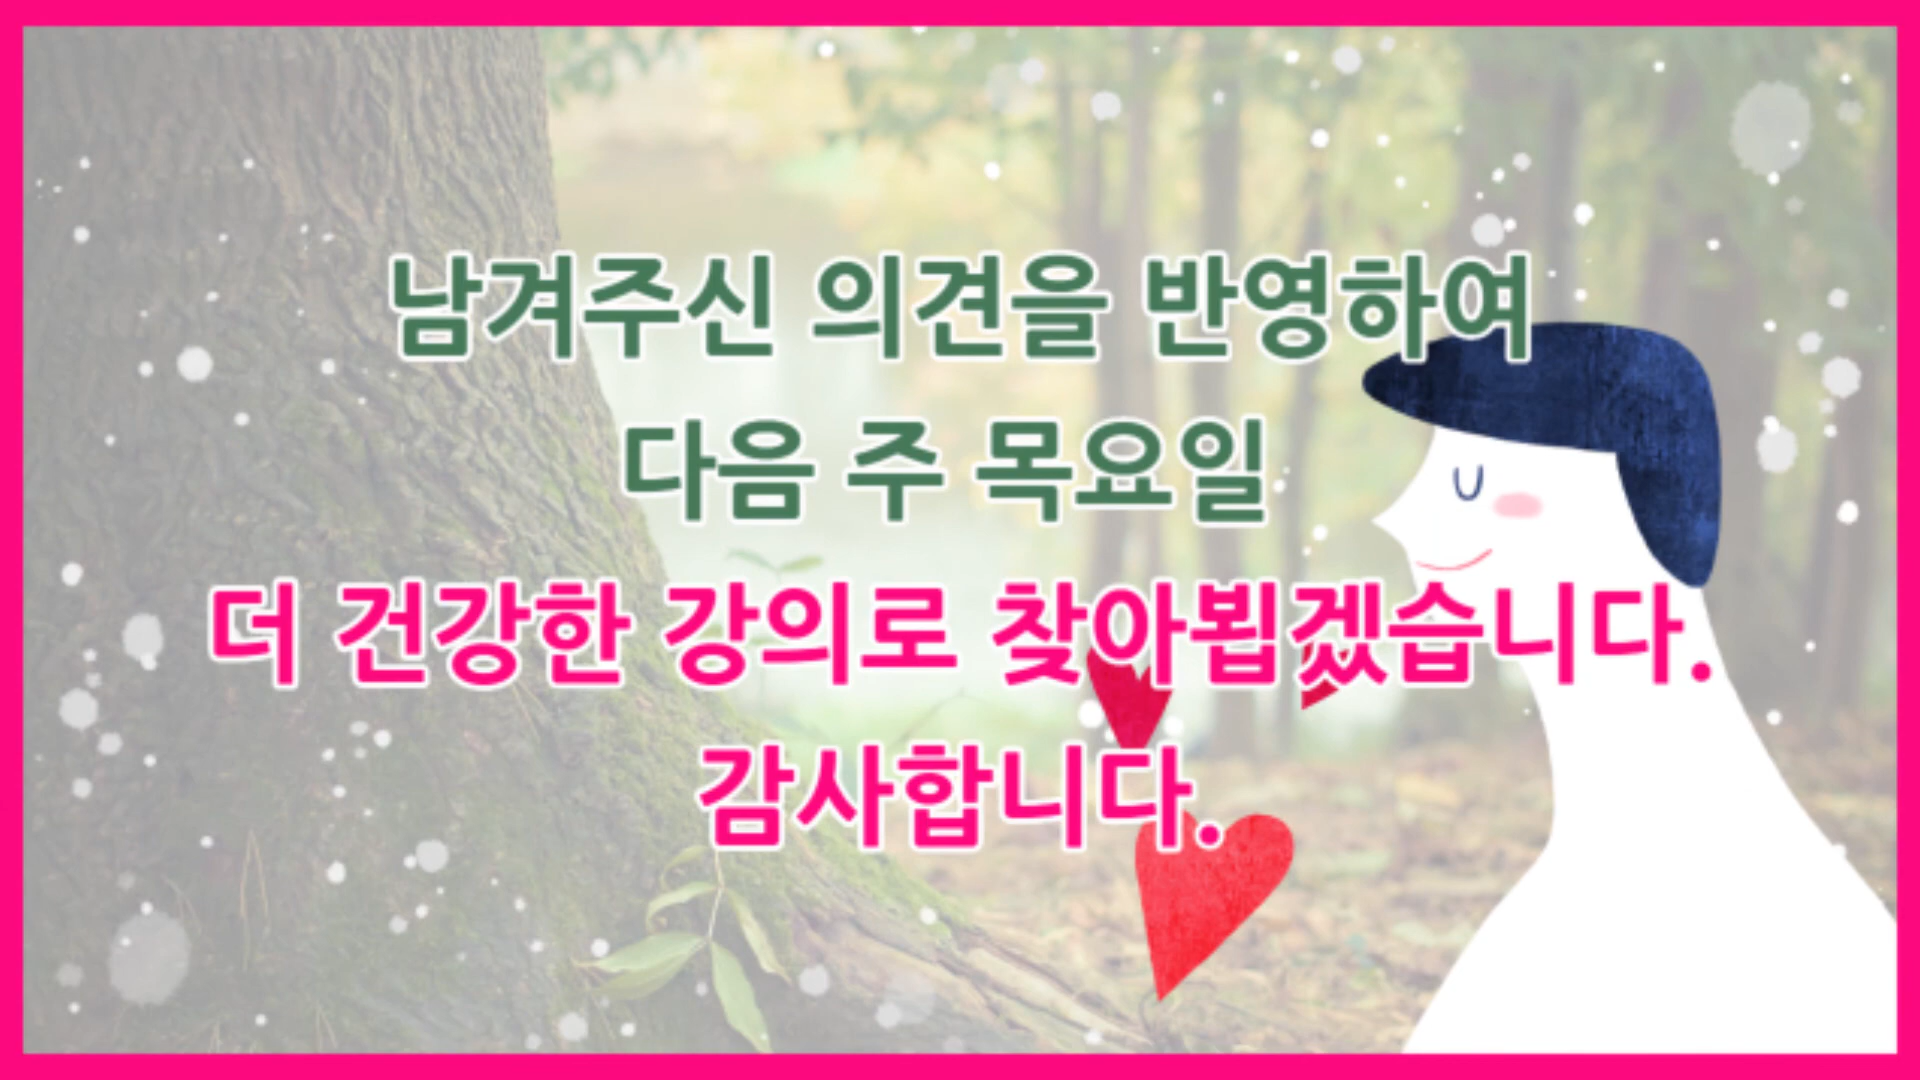 남겨주신 의견을 반영하여
다음 주 목요일
더 건강한 강의로 찾아뵙겠습니다.
감사합니다.